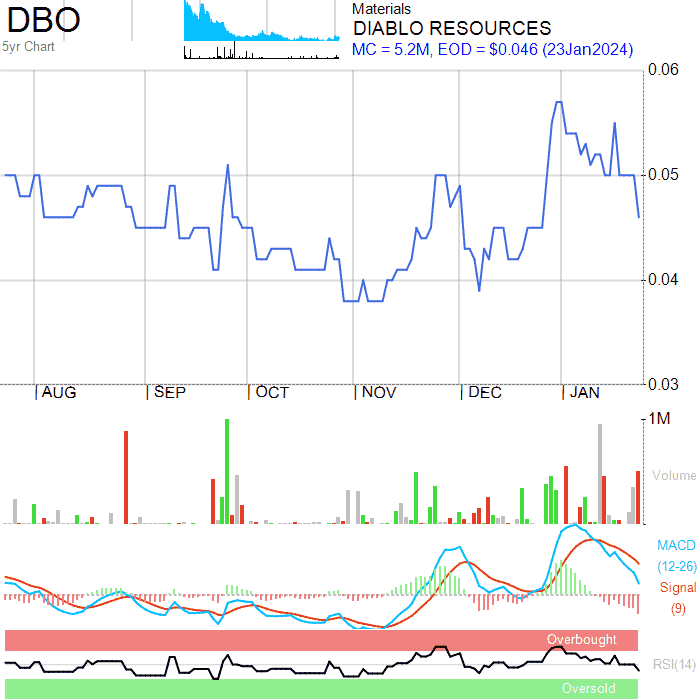 DBO
5yr Chart
Materials
DIABLO RESOURCES
MC = 5.2M, EOD = $0.046 (23Jan2024)
0.06
0.05
0.04
0.03
AUG SEP OCT NOV DEC JAN
1M
Volume
MACD
(12-26)
Signal
(9)
Overbought
RSI(14)
Oversold